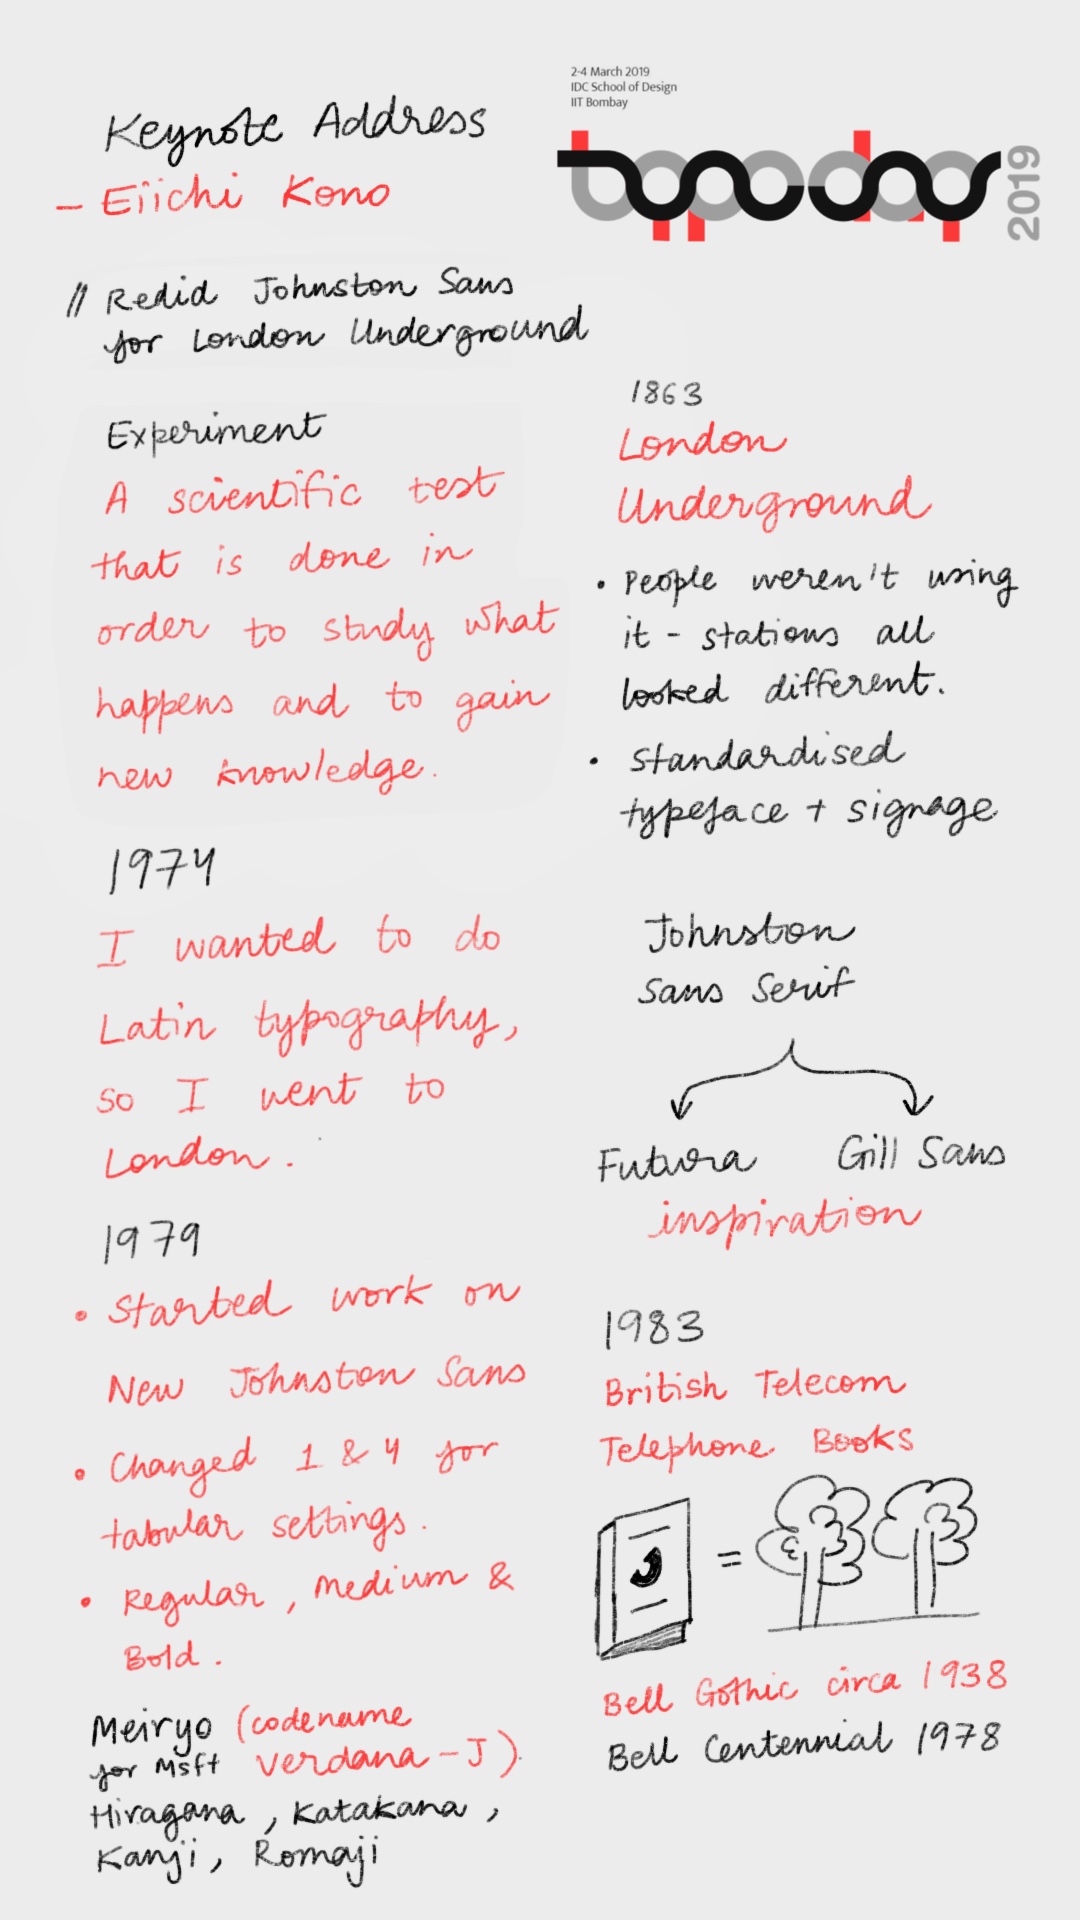 2-4 March 2019
IDC School of Design
IIT Bombay
typoday
2019
Keynote Address
- Eiichi Kono
// Redid Johnston Sans
for London Underground
Experiment
A scientific test
that is done in
order to study what
happens and to gain
new knowledge.
1974
I wanted to do
Latin typography,
so I went to
London.
1979
• Started work on
New Johnston Sans
• Changed 1 & 4 for
tabular settings.
• Regular, Medium &
Bold.
Meiryo (codename
for Msft Verdana-J)
Hiragana, Katakana,
Kanji, Romaji
1863
London
Underground
• People weren't using
it - stations all
looked different.
• Standardised
typeface + signage
Johnston
Sans Serif
Futura Gill Sans
inspiration
1983
British Telecom
Telephone Books
=
Bell Gothic circa 1938
Bell Centennial 1978